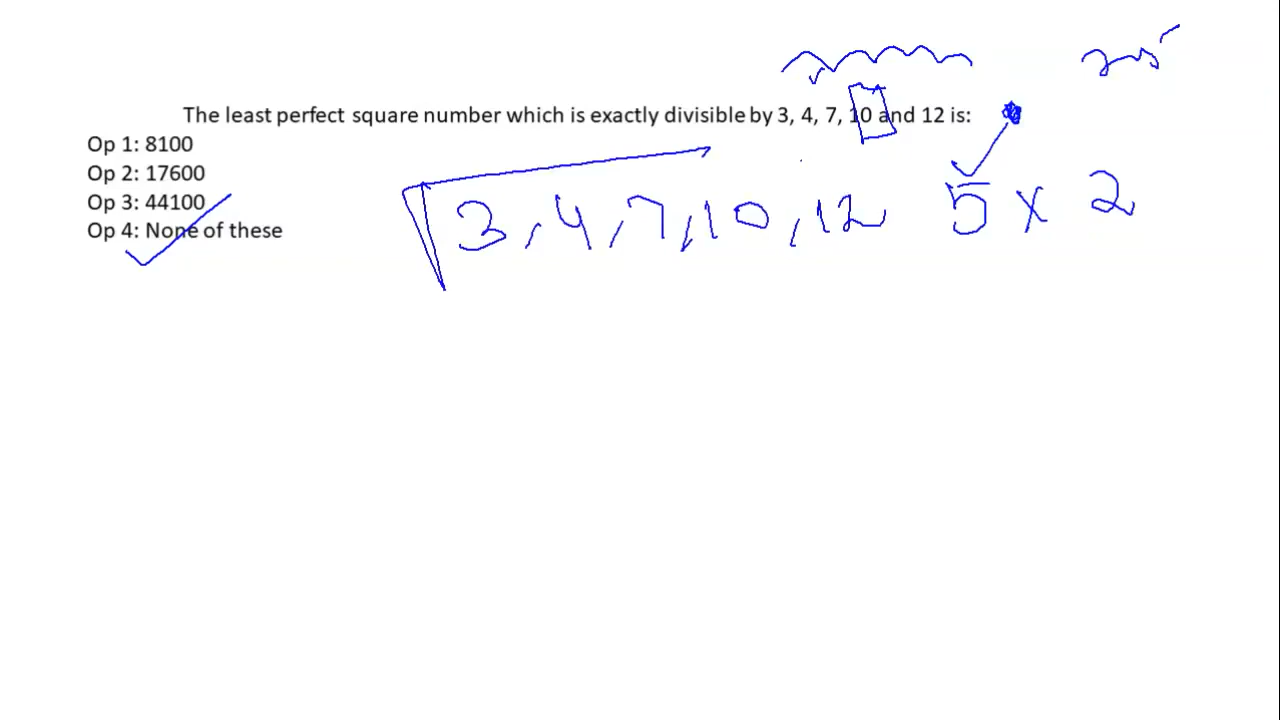 The least perfect square number which is exactly divisible by 3, 4, 7, 10 and 12 is:
Op 1: 8100
Op 2: 17600
Op 3: 44100
Op 4: None of these
3, 4, 7, 10, 12 5 x 2